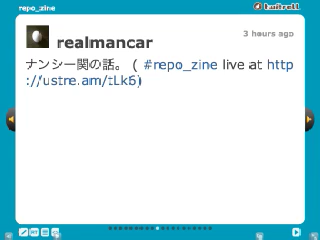 repo_zine
twitrell
3 hours ago
realmancar
ナンシー関の話。 ( #repo_zine live at http
://ustre.am/tLk6)